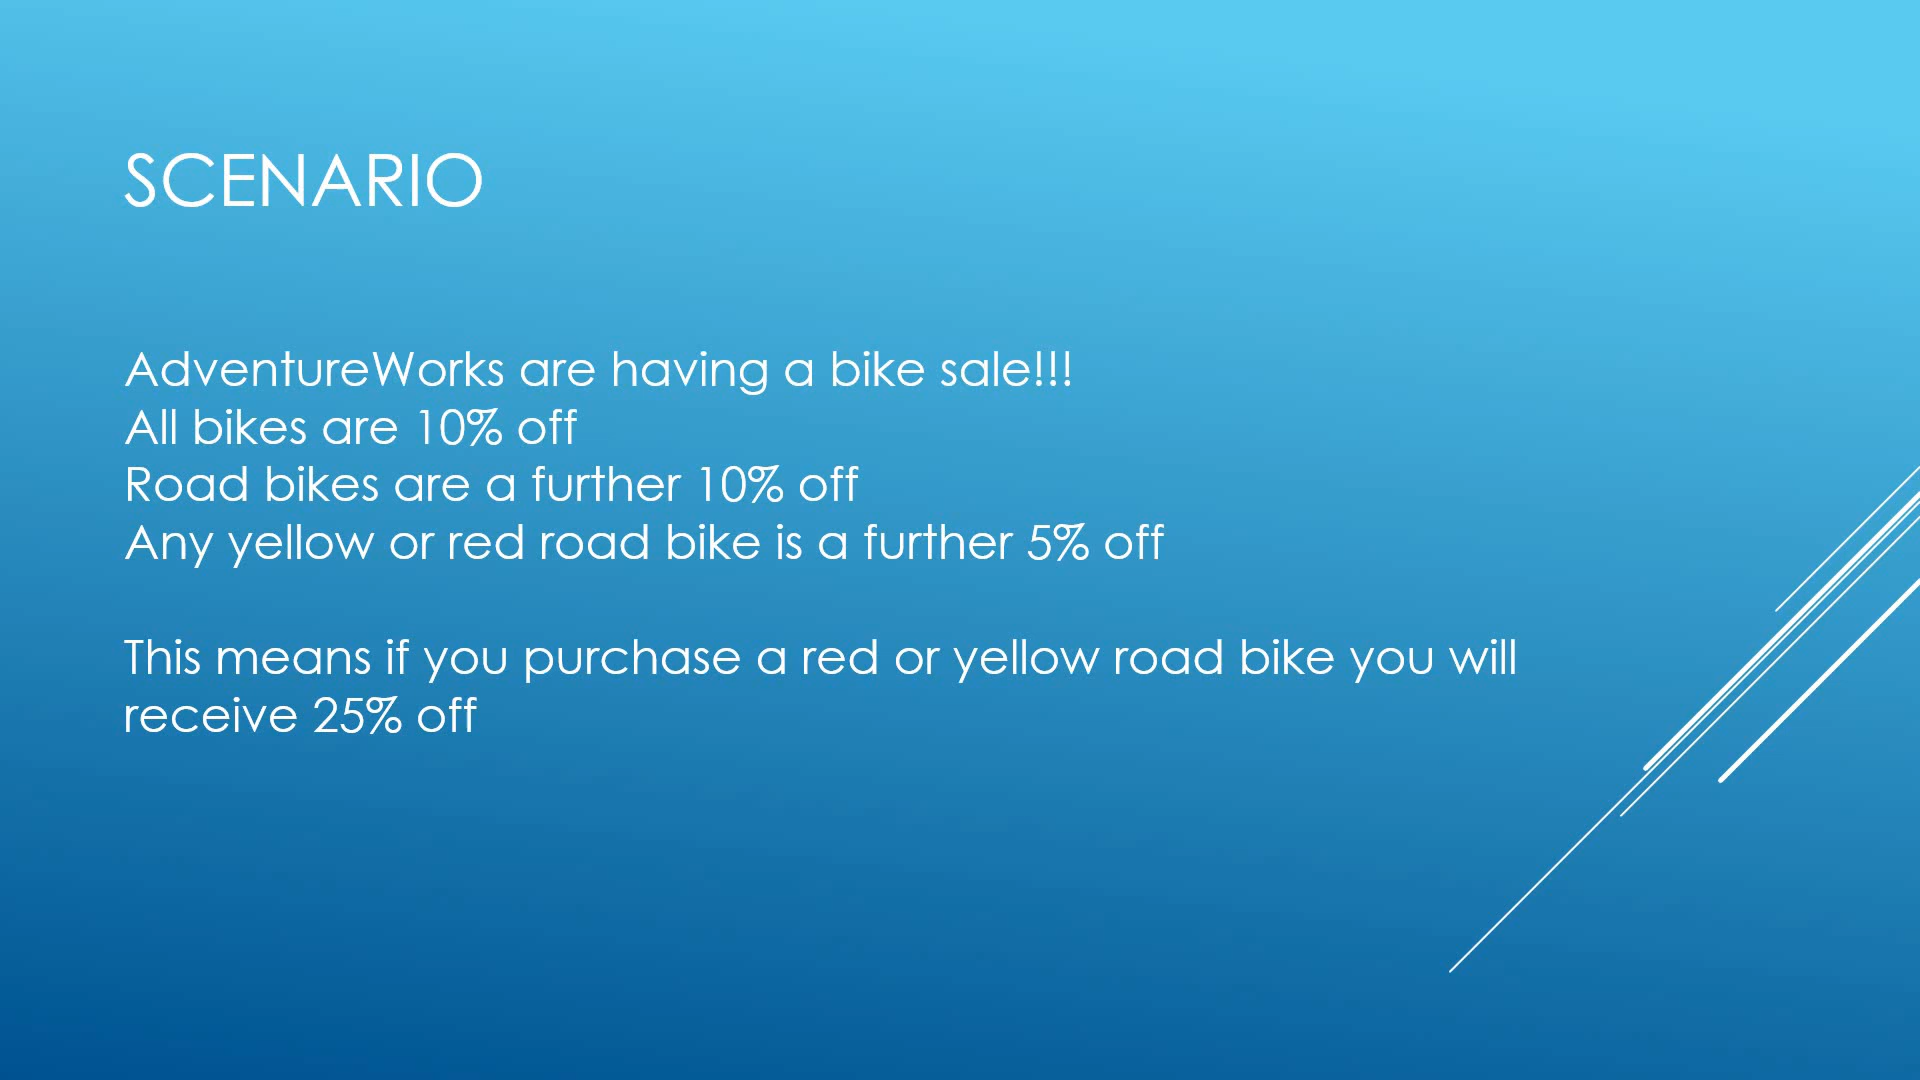 SCENARIO
AdventureWorks are having a bike sale!!!
All bikes are 10% off
Road bikes are a further 10% off
Any yellow or red road bike is a further 5% off
This means if you purchase a red or yellow road bike you will
receive 25% off